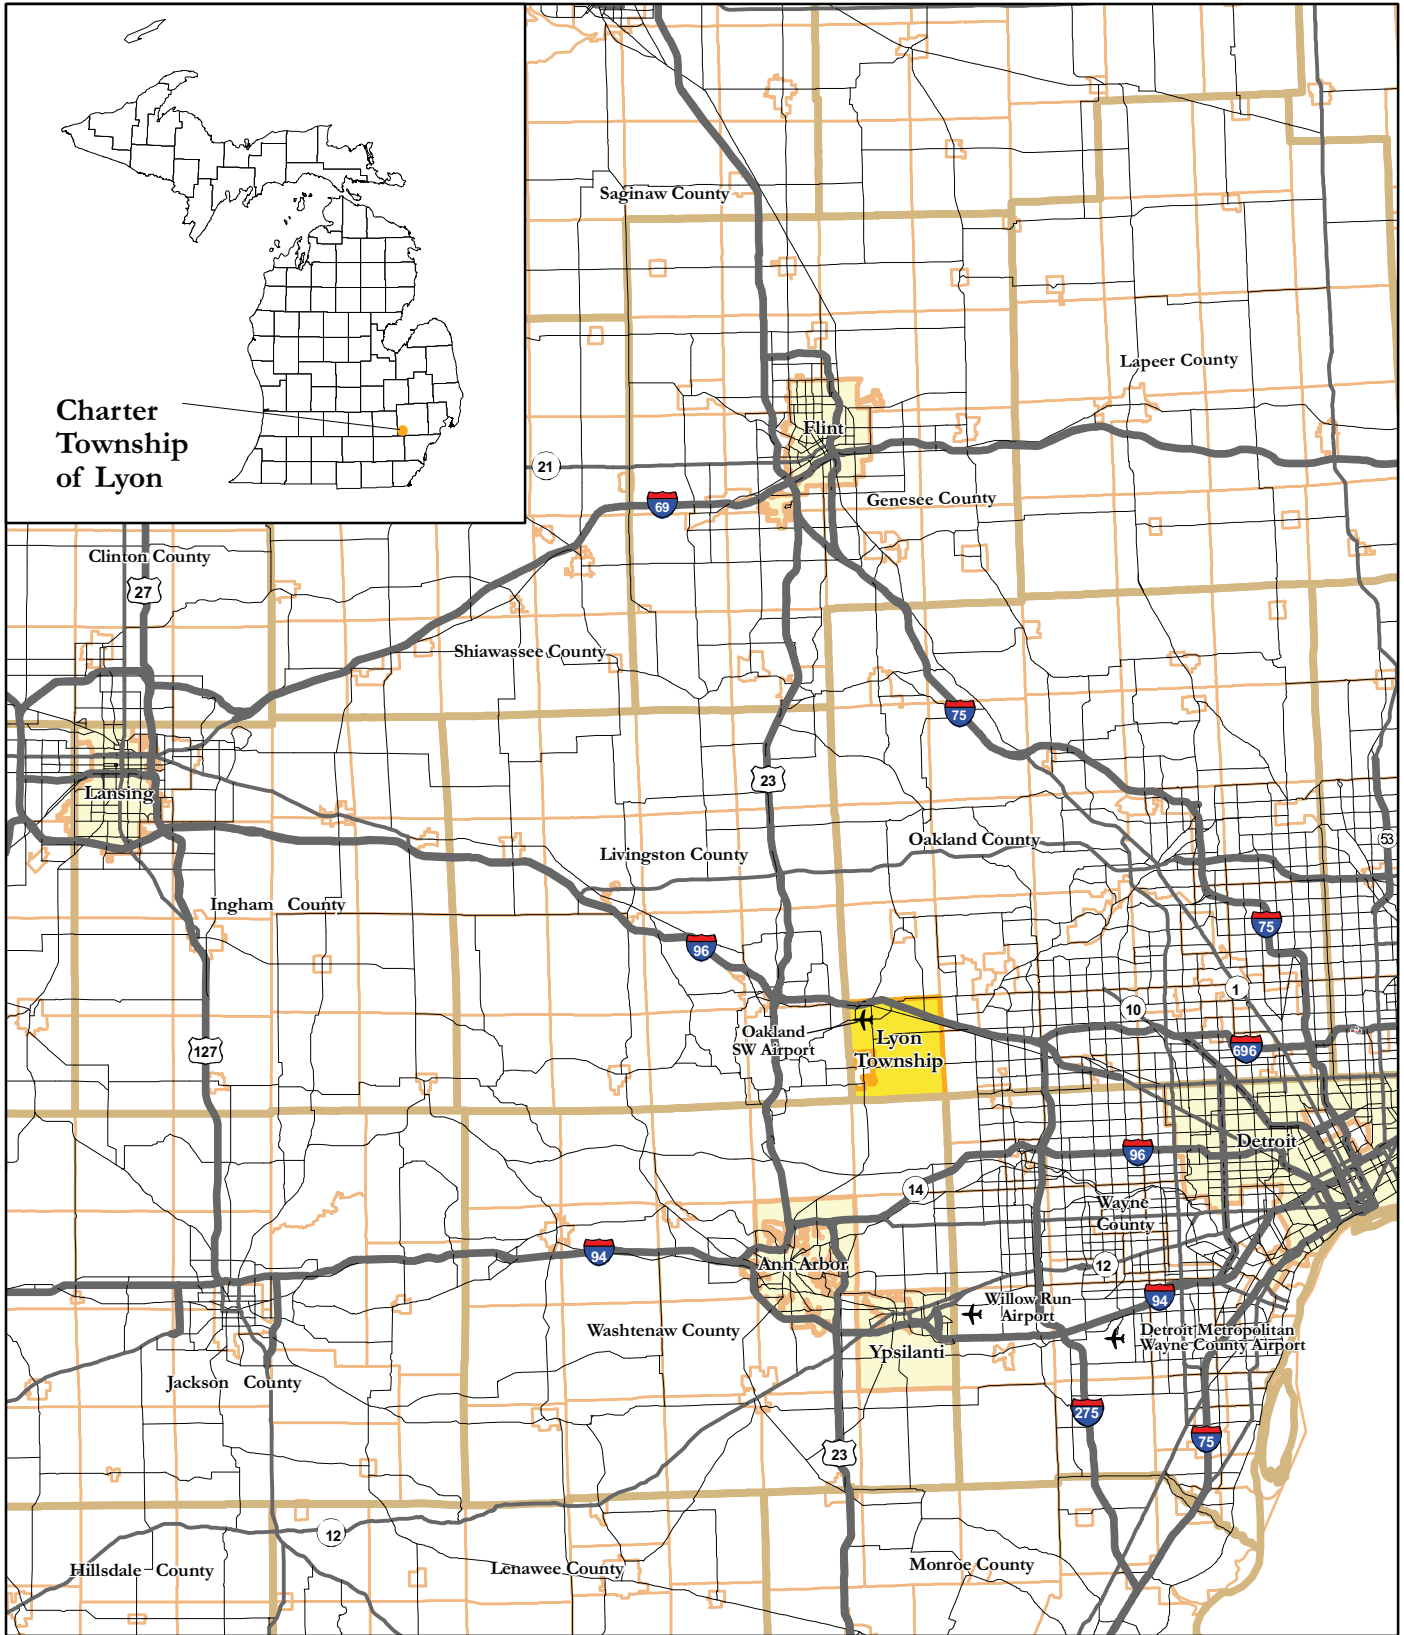 Charter
Township
of Lyon
Saginaw County
Lapeer County
Flint
21
69
Genesee County
Clinton County
27
Shiawassee County
75
23
Lansing
Oakland County
53
Livingston County
Ingham County
75
96
1
10
Oakland
SW Airport
Lyon
Township
127
696
Detroit
96
14
Wayne
County
94
Ann Arbor
12
94
Willow Run
Airport
Washtenaw County
Detroit Metropolitan
Wayne County Airport
Ypsilanti
Jackson County
275
75
23
12
Hillsdale County
Lenawee County
Monroe County